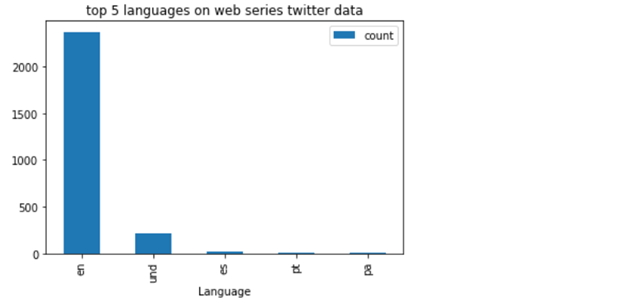 top 5 languages on web series twitter data
count
2000
1500
1000
500
0
en
und
es
pt
pa
Language